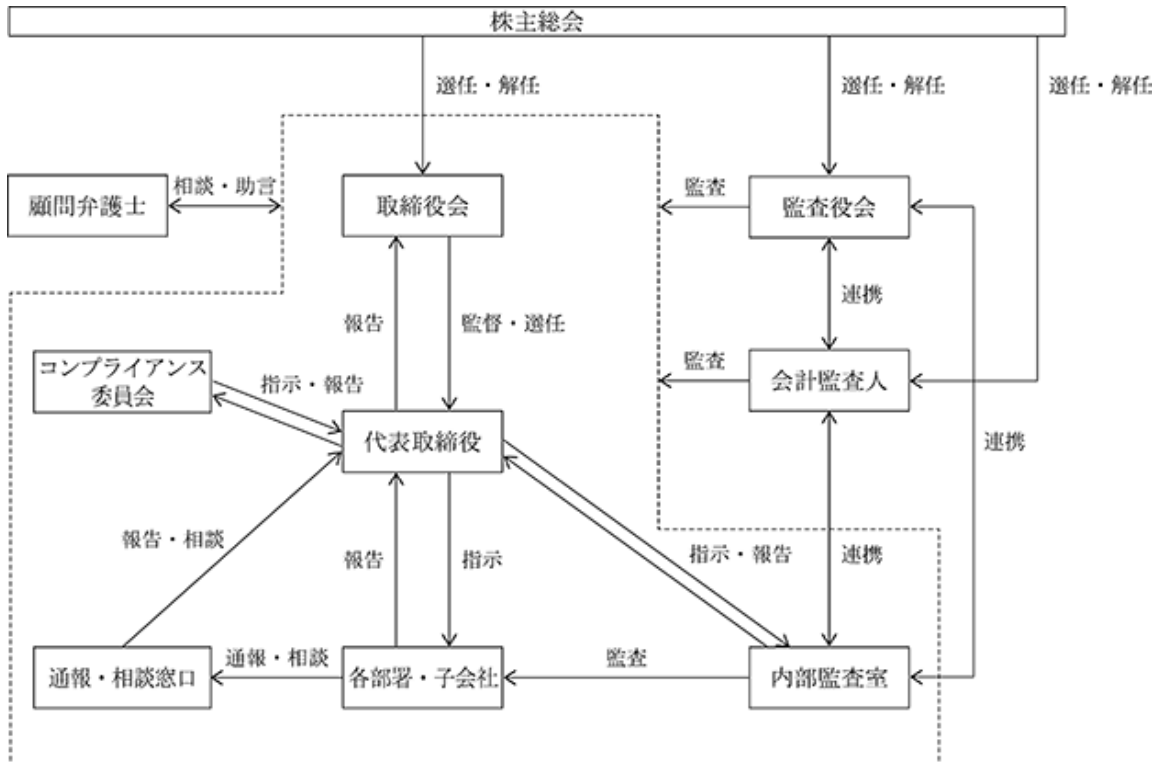 株主総会
選任・解任
選任・解任
選任・解任
顧問弁護士
相談・助言
取締役会
監査
監査役会
報告
監督・選任
連携
コンプライアンス
委員会
指示・報告
監査
会計監査人
代表取締役
連携
報告・相談
報告
指示
指示・報告
連携
通報・相談窓口
通報・相談
各部署・子会社
監査
内部監査室